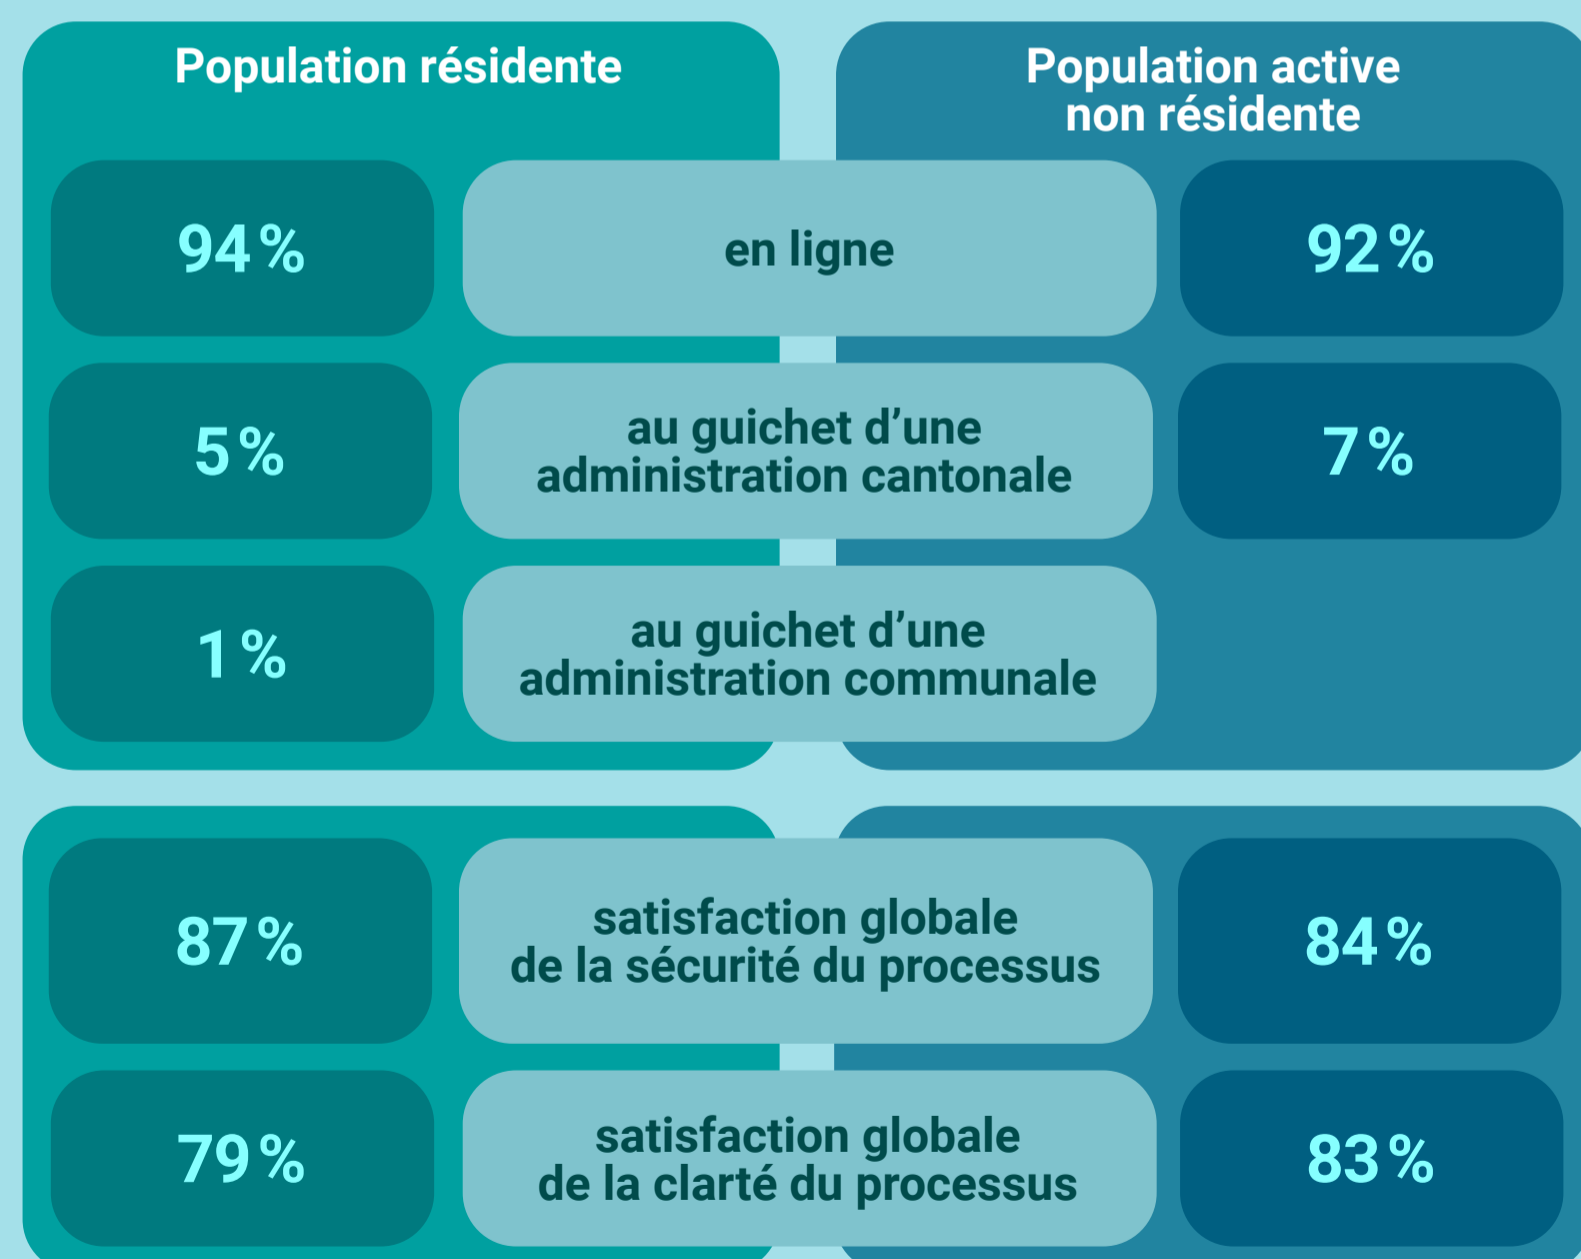 Population résidente
Population active
non résidente
94 %
en ligne
92 %
5 %
au guichet d’une
administration cantonale
7 %
1 %
au guichet d’une
administration communale
87 %
satisfaction globale
de la sécurité du processus
84 %
79 %
satisfaction globale
de la clarté du processus
83 %